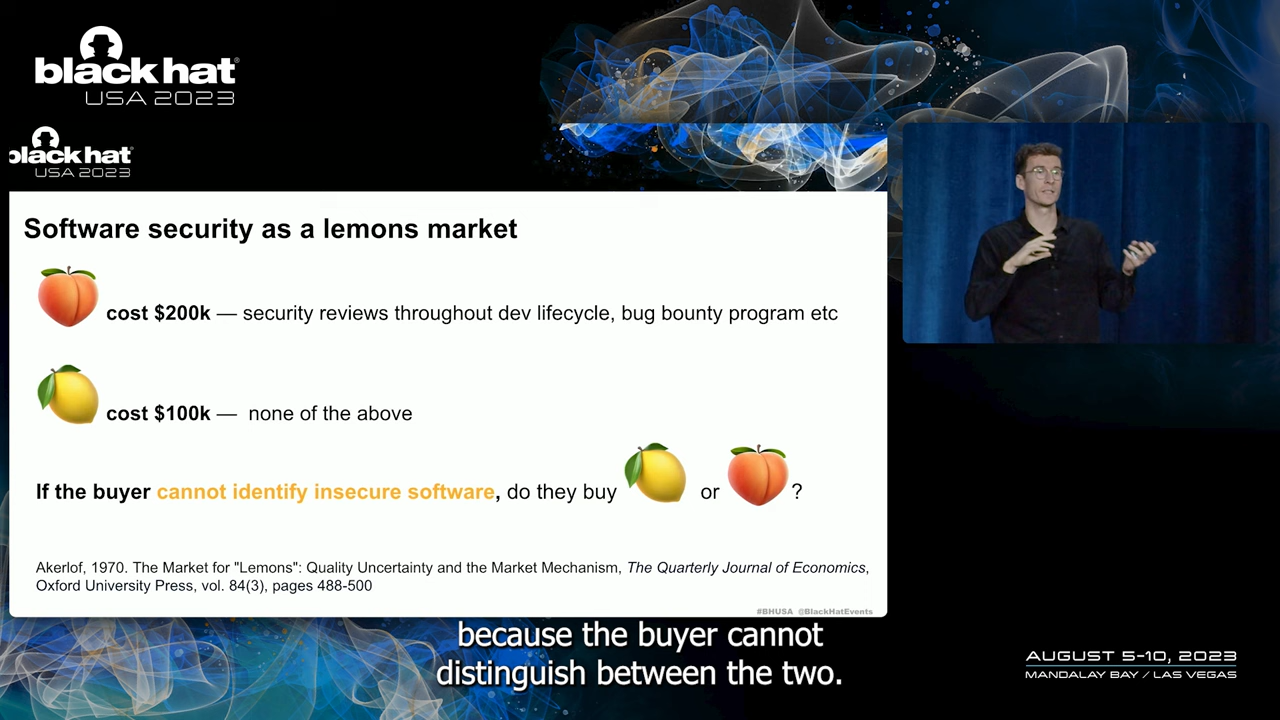 black hat®
USA 2023
black hat®
USA 2023
Software security as a lemons market
cost $200k — security reviews throughout dev lifecycle, bug bounty program etc
cost $100k — none of the above
If the buyer cannot identify insecure software, do they buy or ?
Akerlof, 1970. The Market for "Lemons": Quality Uncertainty and the Market Mechanism, The Quarterly Journal of Economics,
Oxford University Press, vol. 84(3), pages 488-500
#BHUSA @BlackHatEvents
because the buyer cannot
distinguish between the two.
AUGUST 5-10, 2023
MANDALAY BAY / LAS VEGAS